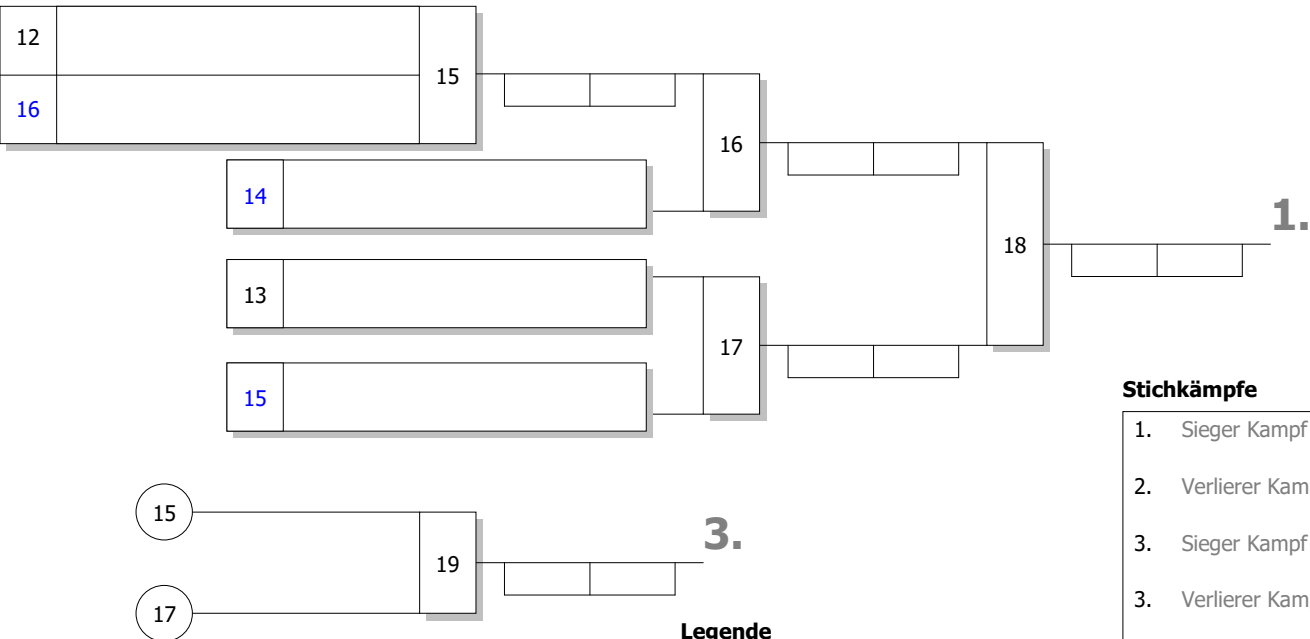 12
15
16
16
14
1.
18
13
17
15
Stichkämpfe
1. Sieger Kampf
2. Verlierer Kam
3. Sieger Kampf
3. Verlierer Kam
15
3.
19
17
Legende